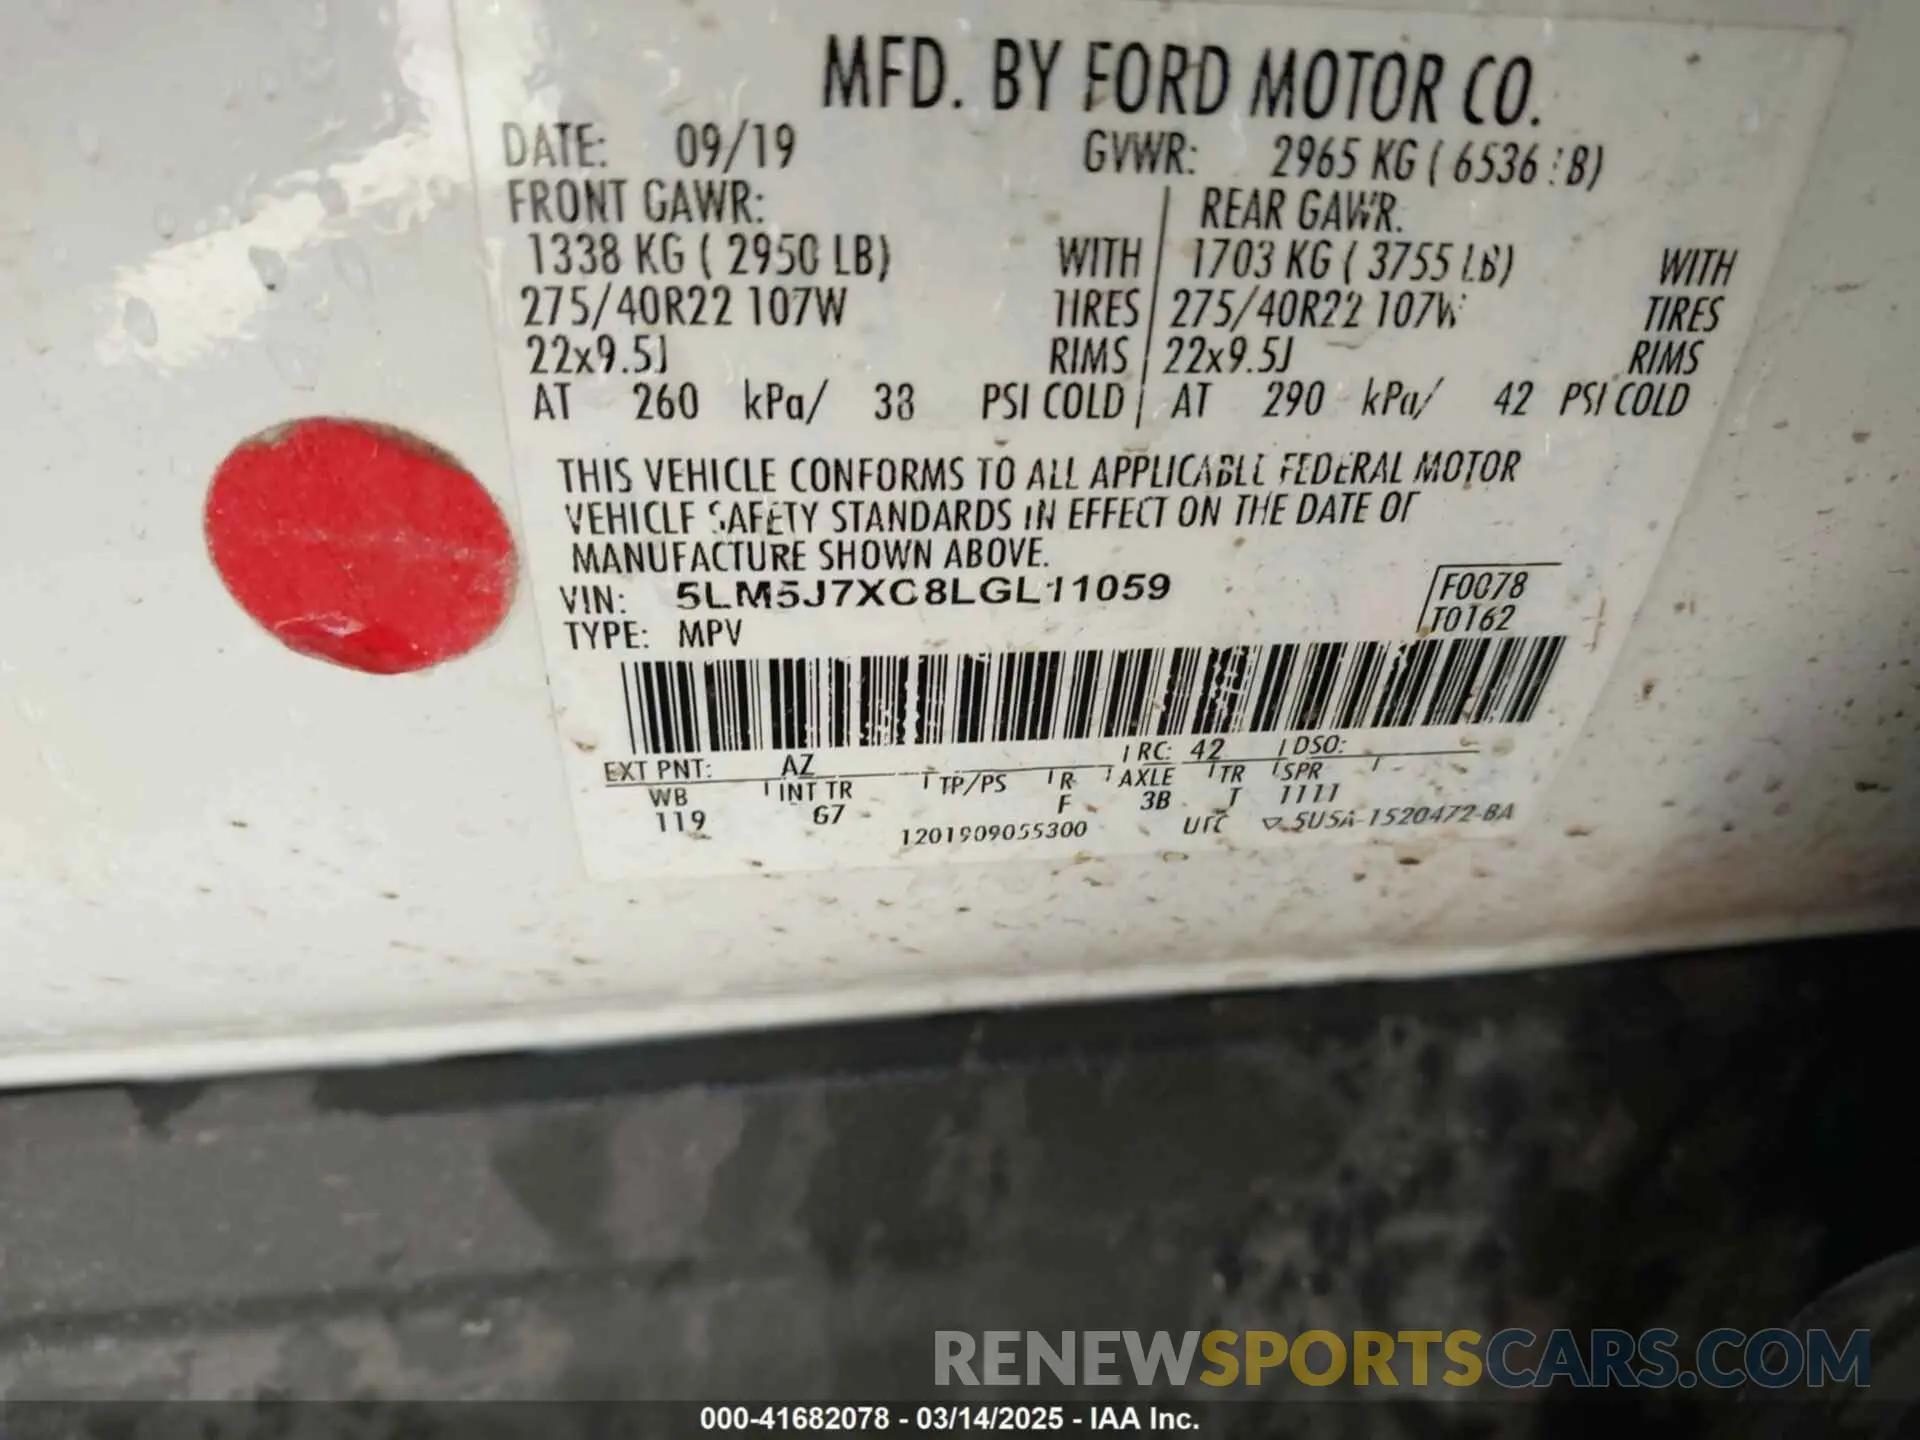 MFD. BY FORD MOTOR CO.
DATE: 09/19 GVWR: 2965 KG ( 6536 LB)
FRONT GAWR: REAR GAWR:
1338 KG ( 2950 LB) WITH 1703 KG ( 3755 LB) WITH
275/40R22 107W TIRES 275/40R22 107W TIRES
22x9.5J RIMS 22x9.5J RIMS
AT 260 kPa/ 38 PSI COLD AT 290 kPa/ 42 PSI COLD
THIS VEHICLE CONFORMS TO ALL APPLICABLE FEDERAL MOTOR
VEHICLE SAFETY STANDARDS IN EFFECT ON THE DATE OF
MANUFACTURE SHOWN ABOVE.
VIN: 5LM5J7XC8LGL11059 F0078
TYPE: MPV T0162
EXT PNT: AZ RC: 42 DSO:
WB INT TR TP/PS R AXLE TR SPR
119 G7 F 3B T 1111
1201909055300 UTC ▽ 5U5A-1520472-BA
RENEWSPORTSCARS.COM
000-41682078 - 03/14/2025 - IAA Inc.